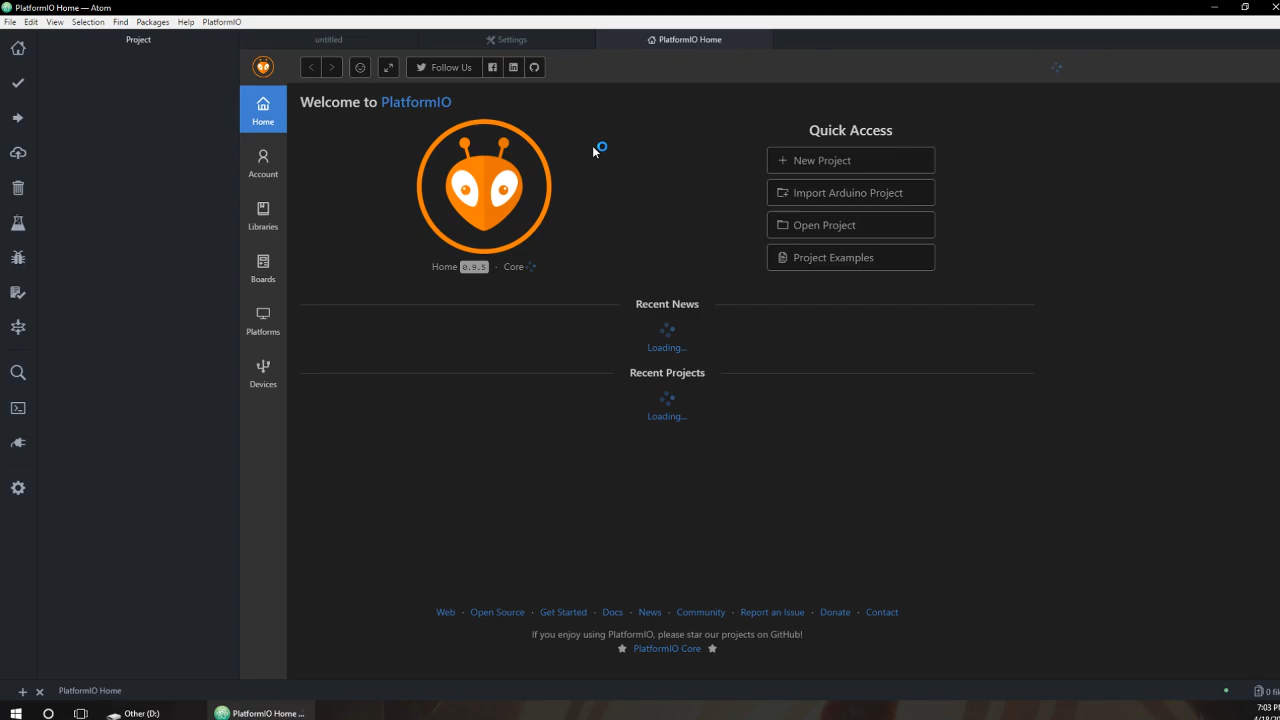 PlatformIO Home — Atom
File Edit View Selection Find Packages Help PlatformIO
Project
untitled
Settings
PlatformIO Home
Follow Us
Home
Account
Libraries
Boards
Platforms
Devices
Welcome to PlatformIO
Home 0.9.5 · Core
Quick Access
New Project
Import Arduino Project
Open Project
Project Examples
Recent News
Loading...
Recent Projects
Loading...
Web · Open Source · Get Started · Docs · News · Community · Report an Issue · Donate · Contact
If you enjoy using PlatformIO, please star our projects on GitHub!
PlatformIO Core
PlatformIO Home
0 fil
Other (D:)
PlatformIO Home ...
7:03 P